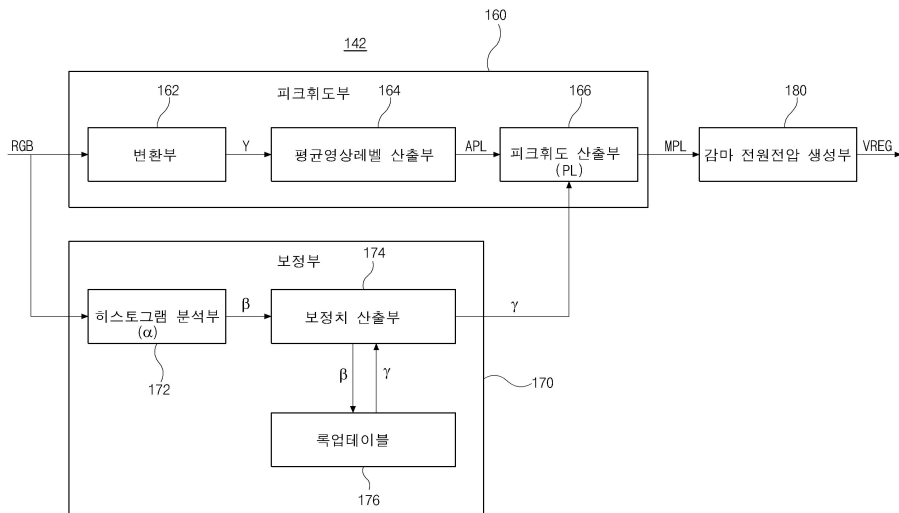 142
160
피크휘도부
162
164
166
180
RGB
변환부
Y
평균영상레벨 산출부
APL
피크휘도 산출부
(PL)
MPL
감마 전원전압 생성부
VREG
보정부
174
히스토그램 분석부
(α)
β
보정치 산출부
γ
172
β
γ
170
록업테이블
176